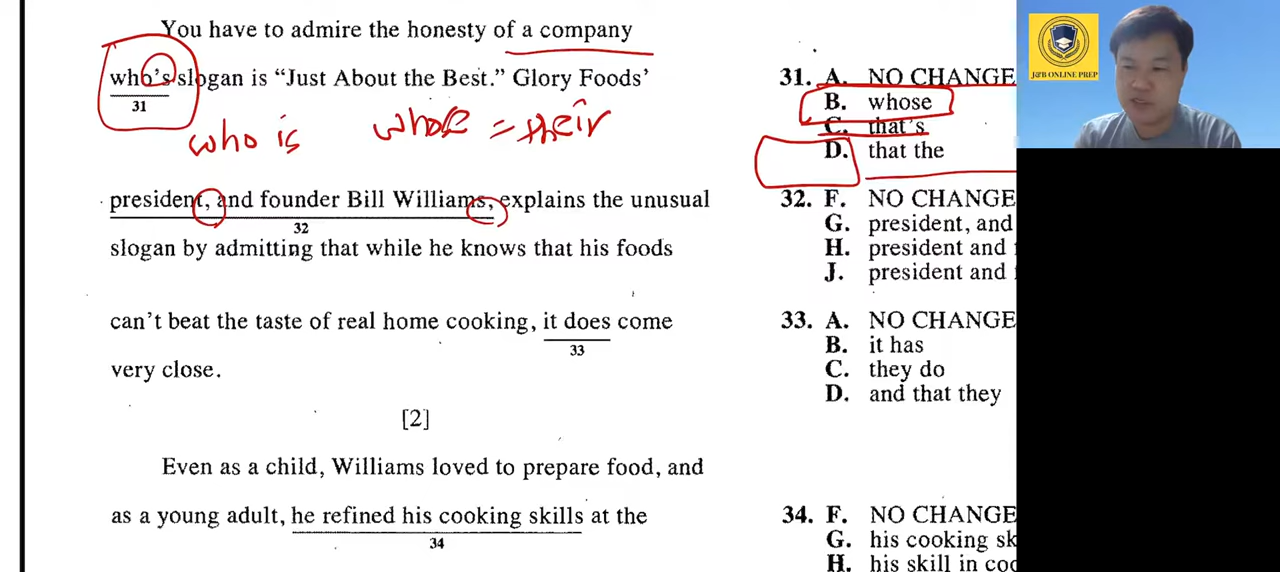 You have to admire the honesty of a company
who's slogan is “Just About the Best.” Glory Foods’
31
who is whose = their
president, and founder Bill Williams, explains the unusual
32
slogan by admitting that while he knows that his foods
can’t beat the taste of real home cooking, it does come
33
very close.
[2]
Even as a child, Williams loved to prepare food, and
as a young adult, he refined his cooking skills at the
34
31. A. NO CHANGE
B. whose
C. that’s
D. that the
32. F. NO CHANGE
G. president, and
H. president and
J. president and
33. A. NO CHANGE
B. it has
C. they do
D. and that they
34. F. NO CHANGE
G. his cooking sk
H. his skill in coo
J&B ONLINE PREP